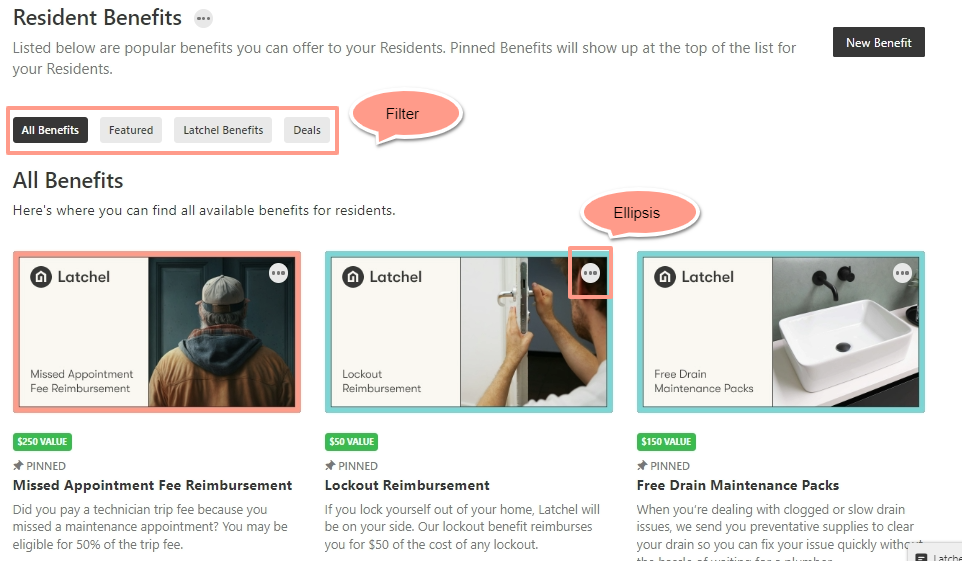 Resident Benefits
Listed below are popular benefits you can offer to your Residents. Pinned Benefits will show up at the top of the list for
your Residents.
New Benefit
Filter
All Benefits Featured Latchel Benefits Deals
All Benefits
Here's where you can find all available benefits for residents.
Ellipsis
Latchel
Missed Appointment
Fee Reimbursement
Latchel
Lockout
Reimbursement
Latchel
Free Drain
Maintenance Packs
$250 VALUE
PINNED
Missed Appointment Fee Reimbursement
Did you pay a technician trip fee because you
missed a maintenance appointment? You may be
eligible for 50% of the trip fee.
$50 VALUE
PINNED
Lockout Reimbursement
If you lock yourself out of your home, Latchel will
be on your side. Our lockout benefit reimburses
you for $50 of the cost of any lockout.
$150 VALUE
PINNED
Free Drain Maintenance Packs
When you're dealing with clogged or slow drain
issues, we send you preventative supplies to clear
your drain so you can fix your issue quickly without
the hassle of waiting for a plumber